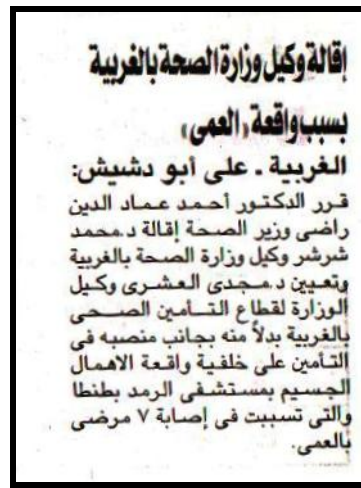 إقالة وكيل وزارة الصحة بالغربية
بسبب واقعة «العمى»
الغربية ـ على أبو دشيش:
قرر الدكتور أحمد عماد الدين
راضى وزير الصحة إقالة د.محمد
شرشر وكيل وزارة الصحة بالغربية
وتعيين د.مجدى العشرى وكيل
الوزارة لقطاع التأمين الصحى
بالغربية بدلاً منه بجانب منصبه فى
التأمين على خلفية واقعة الاهمال
الجسيم بمستشفى الرمد بطنطا
والتى تسببت فى إصابة ٧ مرضى
بالعمى.